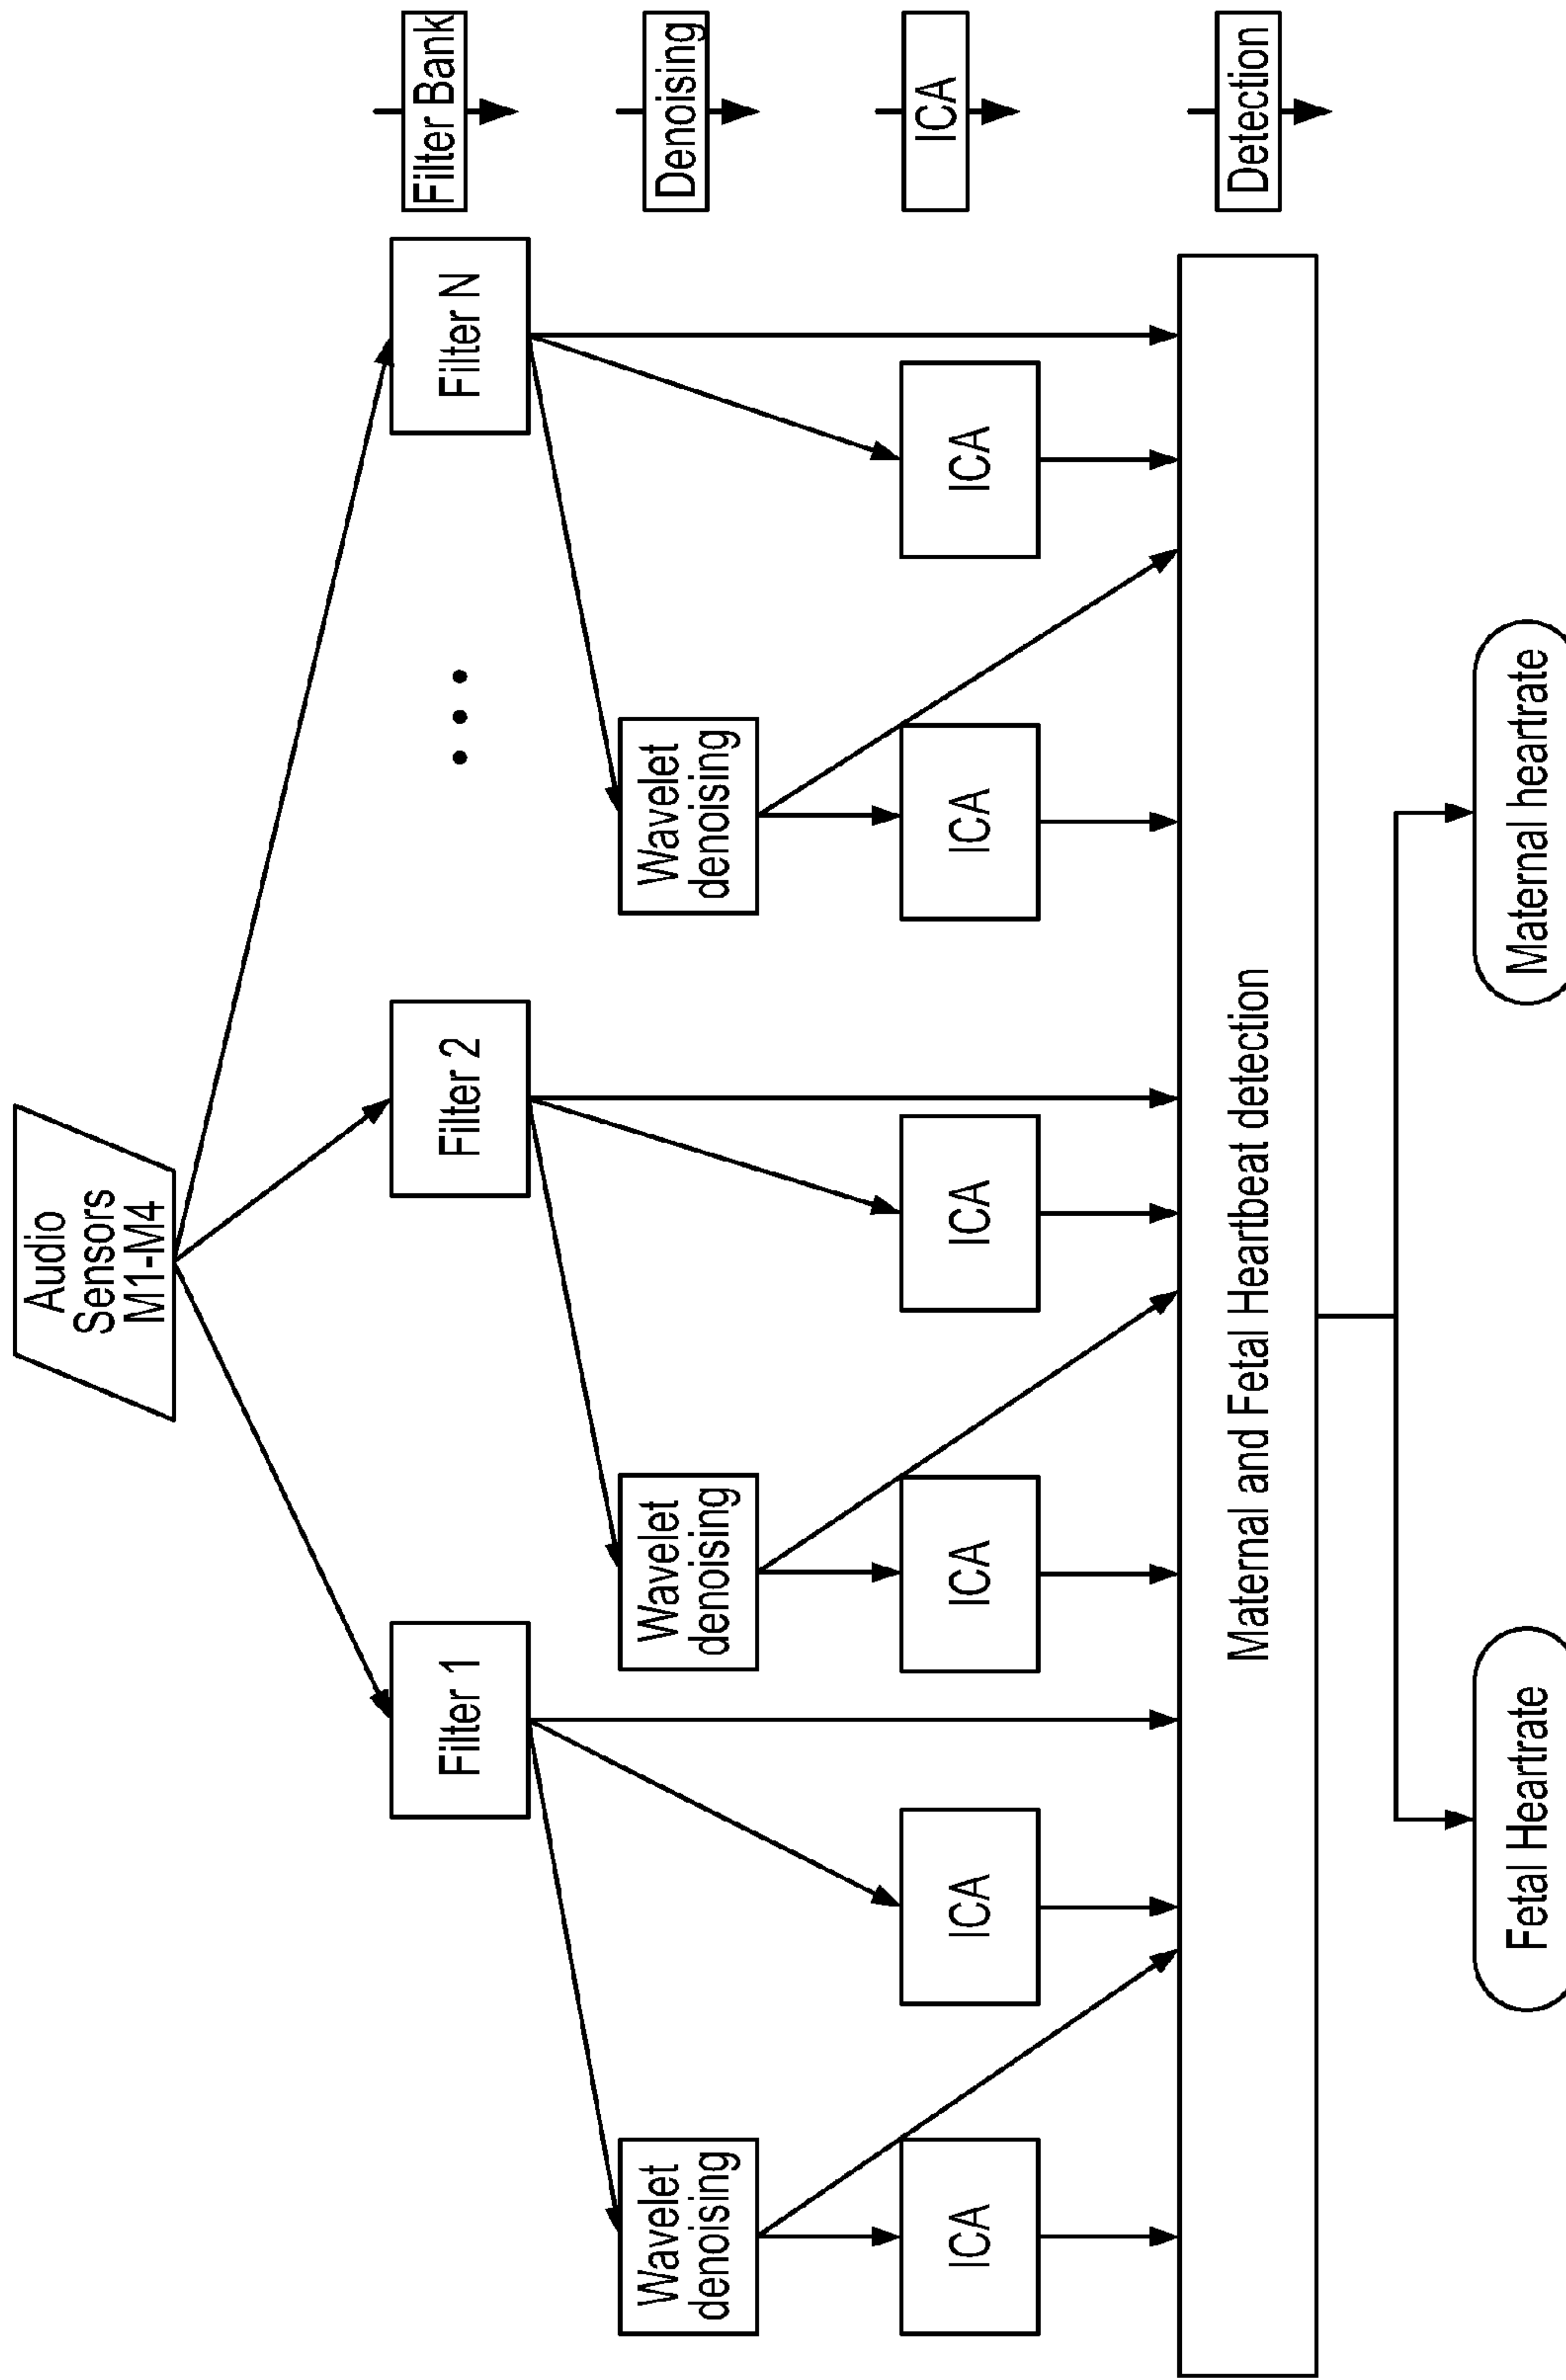 Audio
Sensors
M1-M4
Filter 1
Filter 2
• • •
Filter N
Filter Bank
Wavelet
denoising
Wavelet
denoising
Wavelet
denoising
Denoising
ICA
ICA
ICA
ICA
ICA
ICA
ICA
Maternal and Fetal Heartbeat detection
Detection
Fetal Heartrate
Maternal heartrate